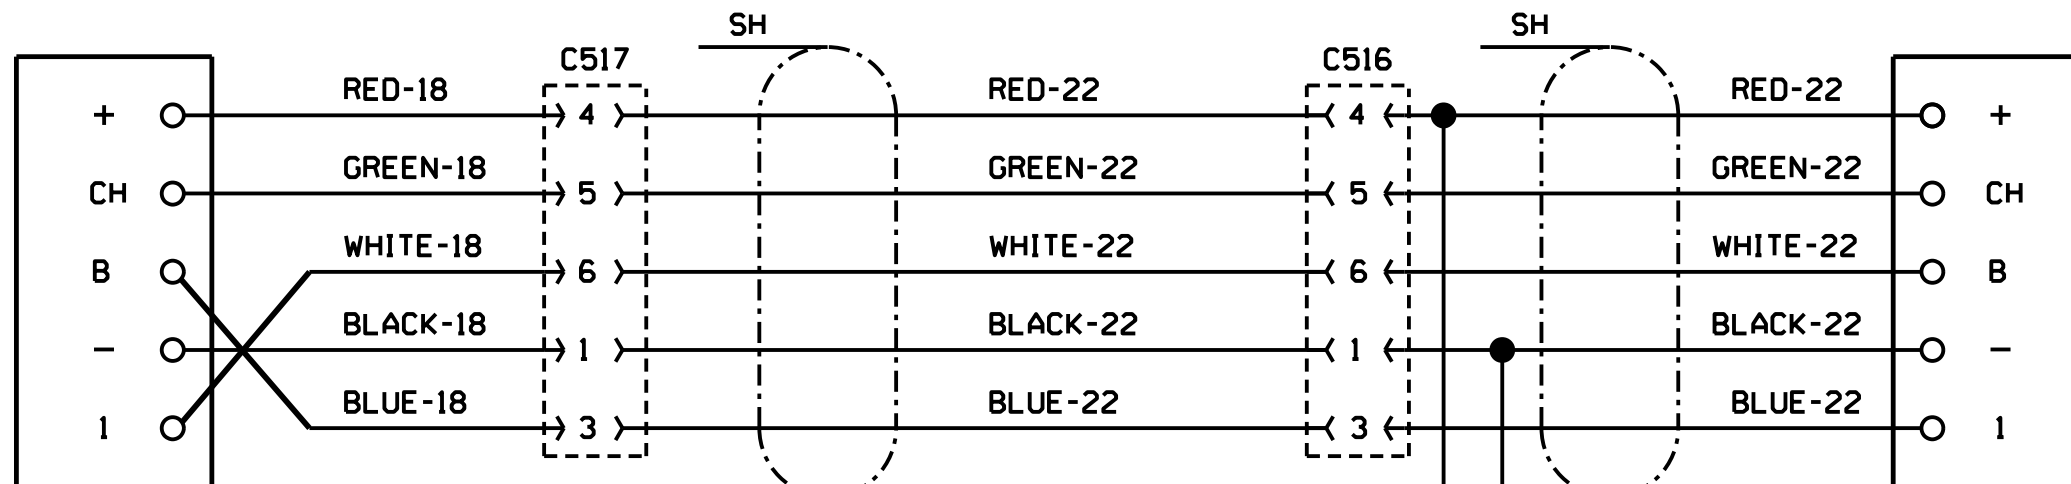 SH SH
C517 C516
RED-18 RED-22 RED-22
+ 4 4 +
GREEN-18 GREEN-22 GREEN-22
CH 5 5 CH
WHITE-18 WHITE-22 WHITE-22
B 6 6 B
BLACK-18 BLACK-22 BLACK-22
- 1 1 -
BLUE-18 BLUE-22 BLUE-22
1 3 3 1